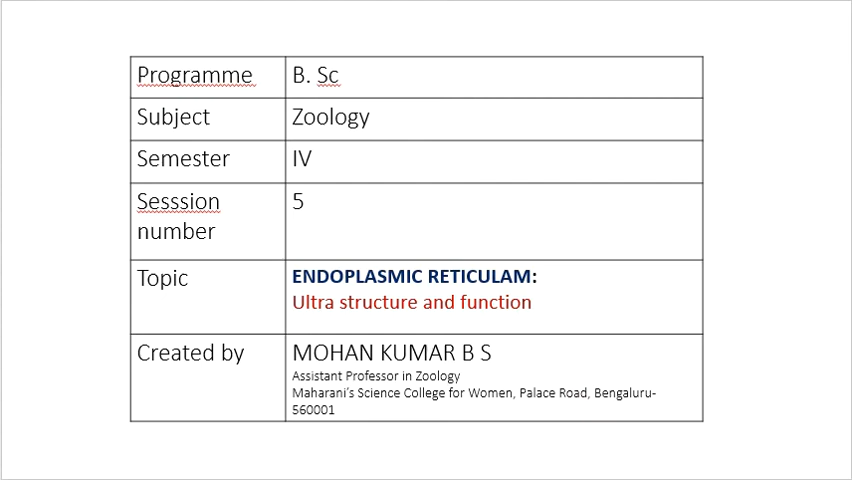 Programme B. Sc
Subject Zoology
Semester IV
Sesssion 5
number
Topic ENDOPLASMIC RETICULAM:
Ultra structure and function
Created by MOHAN KUMAR B S
Assistant Professor in Zoology
Maharani's Science College for Women, Palace Road, Bengaluru-
560001